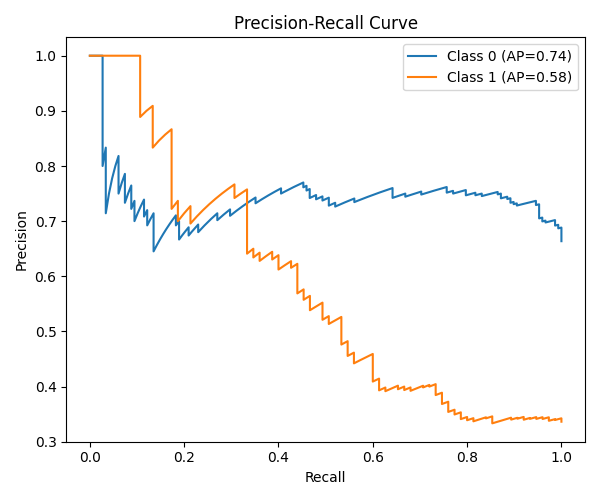 Precision-Recall Curve
Class 0 (AP=0.74)
Class 1 (AP=0.58)
Precision
1.0
0.9
0.8
0.7
0.6
0.5
0.4
0.3
0.0 0.2 0.4 0.6 0.8 1.0
Recall